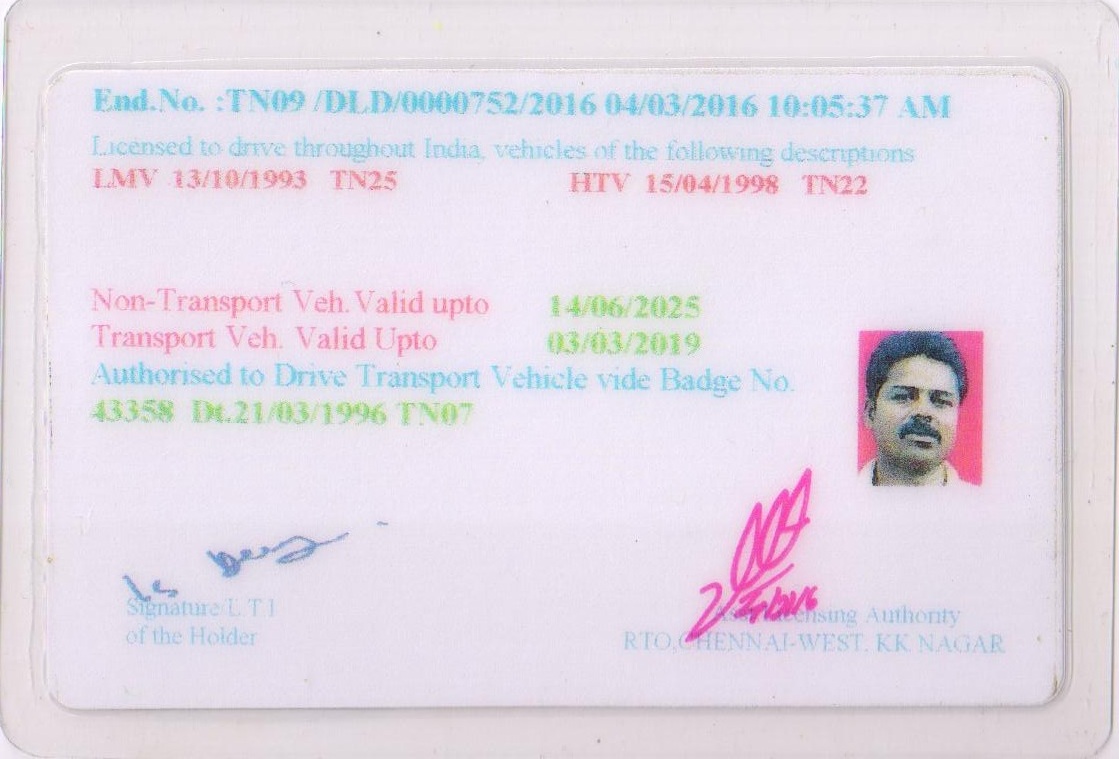 End.No. :TN09 /DLD/0000752/2016 04/03/2016 10:05:37 AM
Licensed to drive throughout India, vehicles of the following descriptions
LMV 13/10/1993 TN25 HTV 15/04/1998 TN22
Non-Transport Veh.Valid upto 14/06/2025
Transport Veh. Valid Upto 03/03/2019
Authorised to Drive Transport Vehicle vide Badge No.
43358 Dt.21/03/1996 TN07
Signature/L.T I
of the Holder
Licensing Authority
RTO,CHENNAI-WEST, KK NAGAR